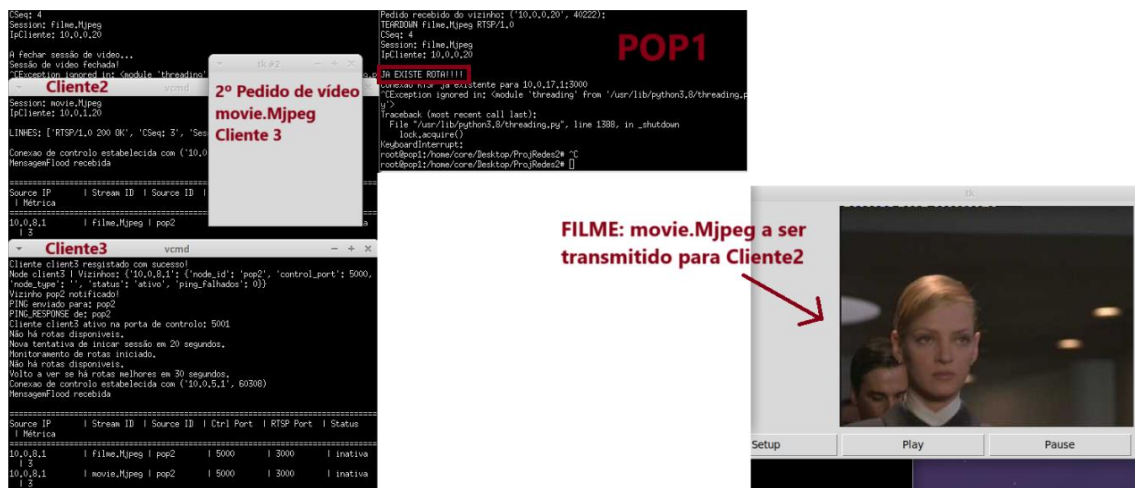 CSeq: 4
Session: filme.Mjpeg
IpCliente: 10.0.0.20
A fechar sessão de video...
Sessão de video fechada!
^CException ignored in: <module 'threading'
Cliente2 vcmd
Session: movie.Mjpeg
IpCliente: 10.0.1.20
LINHES: ['RTSP/1.0 200 OK', 'CSeq: 3', 'Ses
Conexao de controlo estabelecida com ('10.0
MensagemFlood recebida
Source IP | Stream ID | Source ID |
| Métrica
10.0.8.1 | filme.Mjpeg | pop2 a
| 3
tk #2
2º Pedido de vídeo
movie.Mjpeg
Cliente 3
Cliente3 vcmd
Cliente client3 resgistado com sucesso!
Node client3 | Vizinhos: {'10.0.8.1': {'node_id': 'pop2', 'control_port': 5000,
'node_type': '', 'status': 'ativo', 'ping_falhados': 0}}
Vizinho pop2 notificado!
PING enviado para: pop2
PING_RESPONSE de: pop2
Cliente client3 ativo na porta de controlo: 5001
Não há rotas disponiveis.
Nova tentativa de inicar sessão em 20 segundos.
Monitoramento de rotas iniciado.
Não há rotas disponiveis.
Volto a ver se há rotas melhores em 30 segundos.
Conexao de controlo estabelecida com ('10.0.5.1', 60308)
MensagemFlood recebida
Source IP | Stream ID | Source ID | Ctrl Port | RTSP Port | Status
| Métrica
10.0.8.1 | filme.Mjpeg | pop2 | 5000 | 3000 | inativa
| 3
10.0.8.1 | movie.Mjpeg | pop2 | 5000 | 3000 | inativa
| 3
Pedido recebido do vizinho: ('10.0.0.20', 40222):
TEARDOWN filme.Mjpeg RTSP/1.0
CSeq: 4
Session: filme.Mjpeg
IpCliente: 10.0.0.20
POP1
JA EXISTE ROTA!!!!
Conexao RTSP ja existente para 10.0.17.1:3000
^CException ignored in: <module 'threading' from '/usr/lib/python3.8/threading.p
y'>
Traceback (most recent call last):
File "/usr/lib/python3.8/threading.py", line 1388, in _shutdown
lock.acquire()
KeyboardInterrupt:
root@pop1:/home/core/Desktop/ProjRedes2# ^C
root@pop1:/home/core/Desktop/ProjRedes2#
FILME: movie.Mjpeg a ser
transmitido para Cliente2
tk
Setup Play Pause